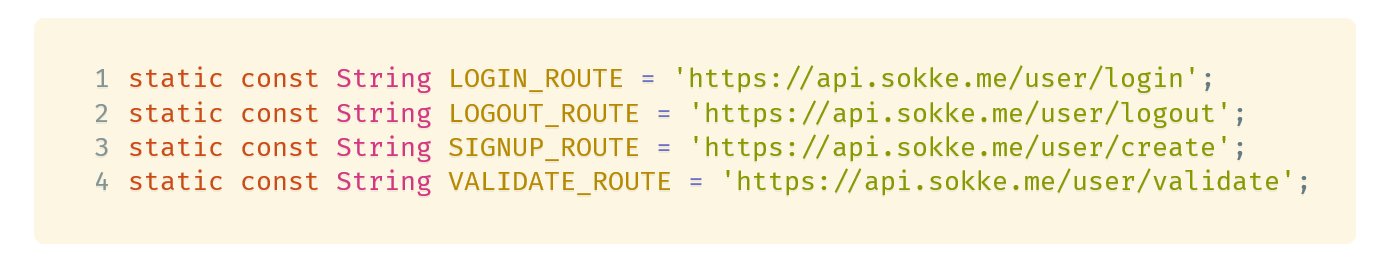 1 static const String LOGIN_ROUTE = 'https://api.sokke.me/user/login';
2 static const String LOGOUT_ROUTE = 'https://api.sokke.me/user/logout';
3 static const String SIGNUP_ROUTE = 'https://api.sokke.me/user/create';
4 static const String VALIDATE_ROUTE = 'https://api.sokke.me/user/validate';